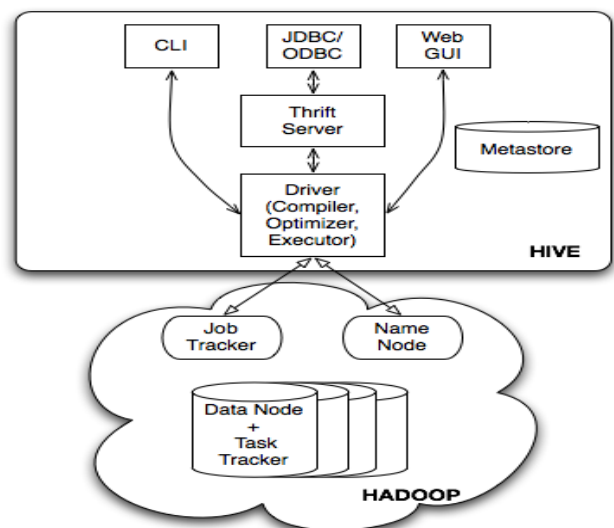 CLI
JDBC/
ODBC
Web
GUI
Thrift
Server
Metastore
Driver
(Compiler,
Optimizer,
Executor)
HIVE
Job
Tracker
Name
Node
Data Node
+
Task
Tracker
HADOOP